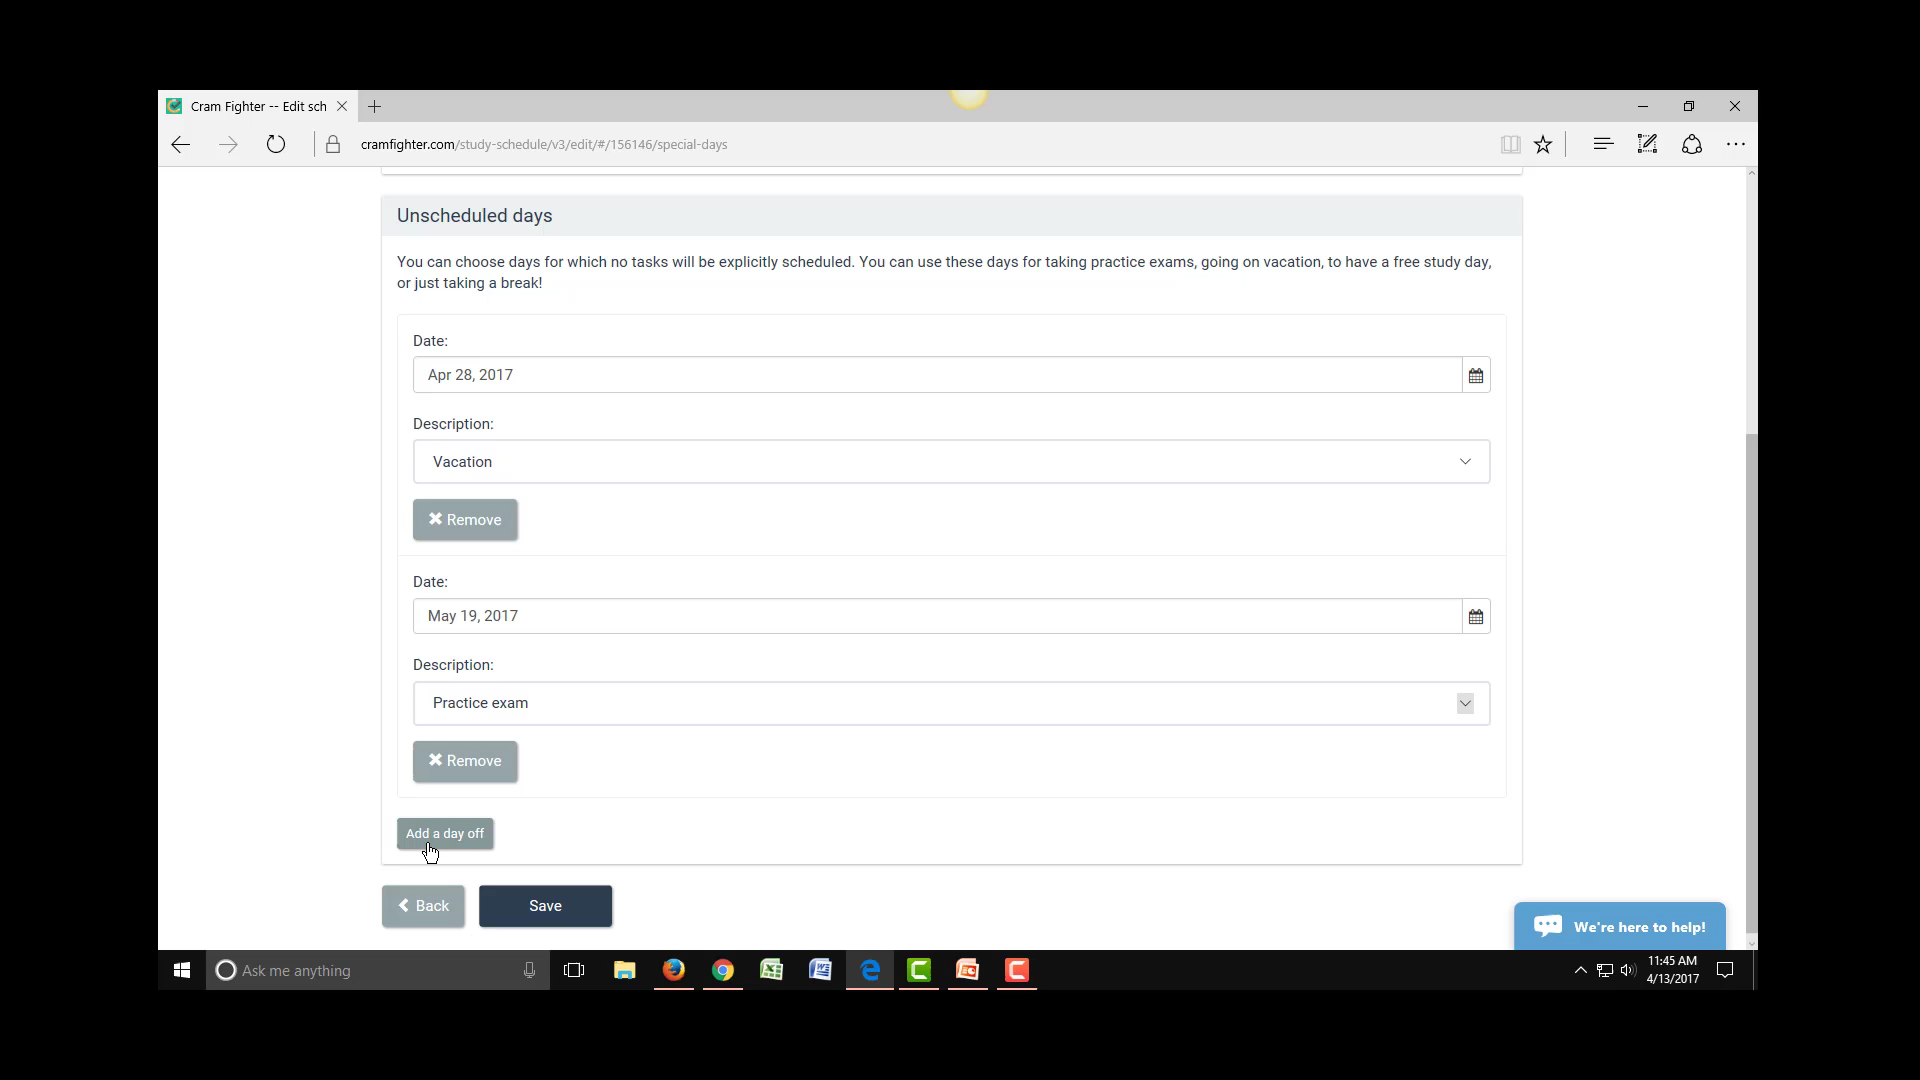 Cram Fighter -- Edit sch
cramfighter.com/study-schedule/v3/edit/#/156146/special-days
Unscheduled days
You can choose days for which no tasks will be explicitly scheduled. You can use these days for taking practice exams, going on vacation, to have a free study day,
or just taking a break!
Date:
Apr 28, 2017
Description:
Vacation
Remove
Date:
May 19, 2017
Description:
Practice exam
Remove
Add a day off
Back
Save
We're here to help!
Ask me anything
11:45 AM
4/13/2017